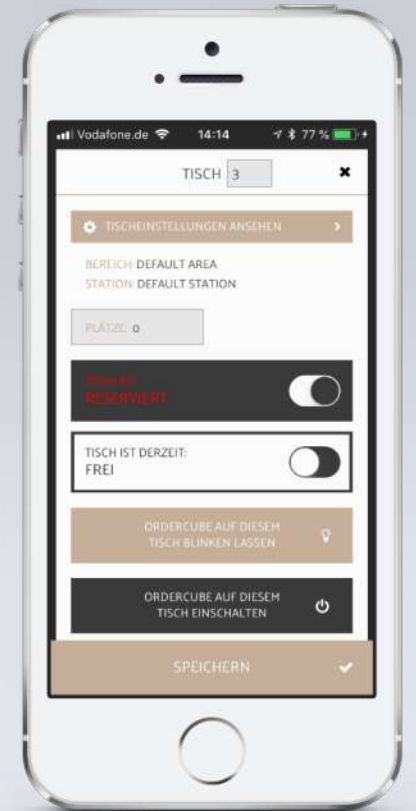 Vodafone.de 14:14 77 %
TISCH 3
TISCHEINSTELLUNGEN ANSEHEN
BEREICH: DEFAULT AREA
STATION: DEFAULT STATION
PLÄTZE: 0
RESERVIERT
TISCH IST DERZEIT:
FREI
ORDERCUBE AUF DIESEM
TISCH BLINKEN LASSEN
ORDERCUBE AUF DIESEM
TISCH EINSCHALTEN
SPEICHERN